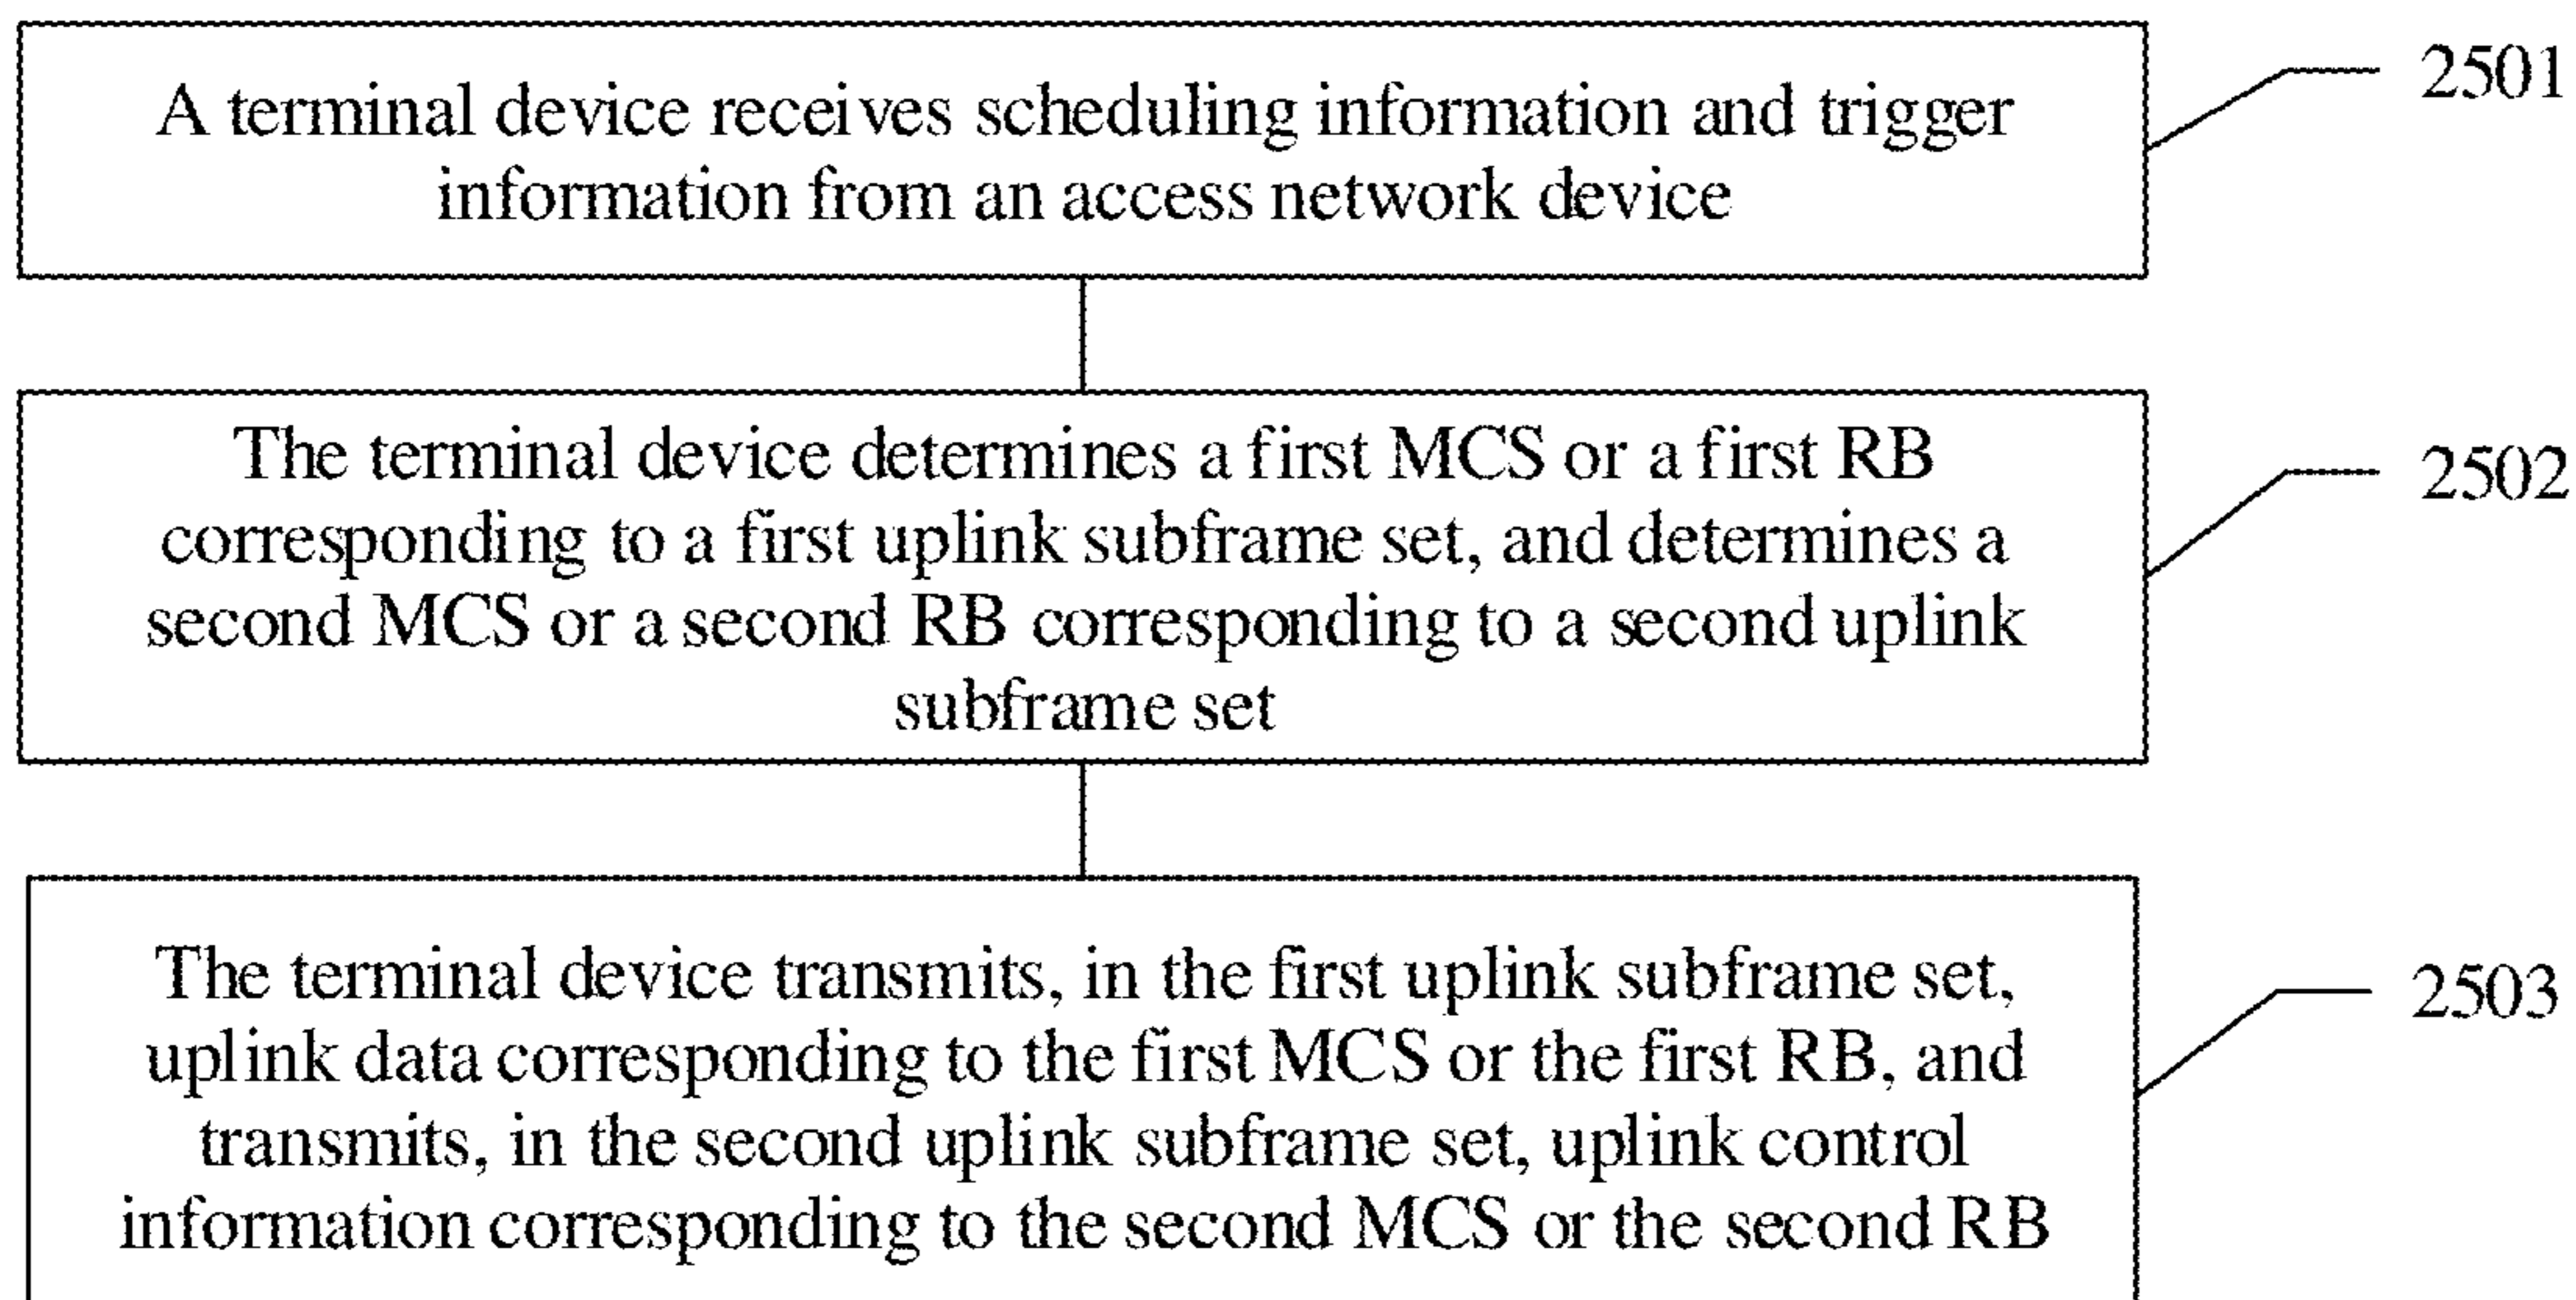 A terminal device receives scheduling information and trigger
information from an access network device
2501
The terminal device determines a first MCS or a first RB
corresponding to a first uplink subframe set, and determines a
second MCS or a second RB corresponding to a second uplink
subframe set
2502
The terminal device transmits, in the first uplink subframe set,
uplink data corresponding to the first MCS or the first RB, and
transmits, in the second uplink subframe set, uplink control
information corresponding to the second MCS or the second RB
2503